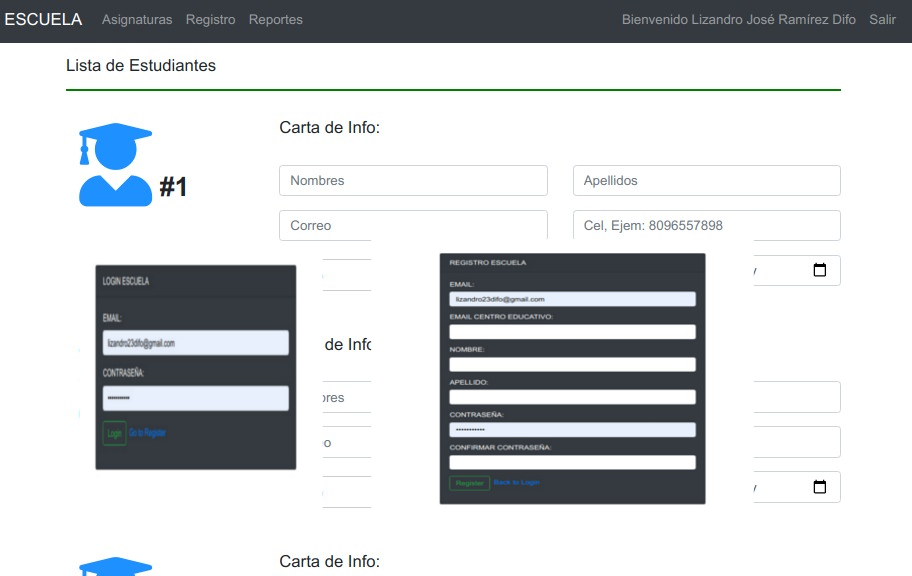 ESCUELA Asignaturas Registro Reportes Bienvenido Lizandro José Ramírez Difo Salir
Lista de Estudiantes
Carta de Info:
#1
Nombres Apellidos
Correo Cel, Ejem: 8096557898
LOGIN ESCUELA
EMAIL:
lizandro23difo@gmail.com
CONTRASEÑA:
Login Go to Register
REGISTRO ESCUELA
EMAIL:
lizandro23difo@gmail.com
EMAIL CENTRO EDUCATIVO:
NOMBRE:
APELLIDO:
CONTRASEÑA:
CONFIRMAR CONTRASEÑA:
Register Back to Login
de Info
Carta de Info: